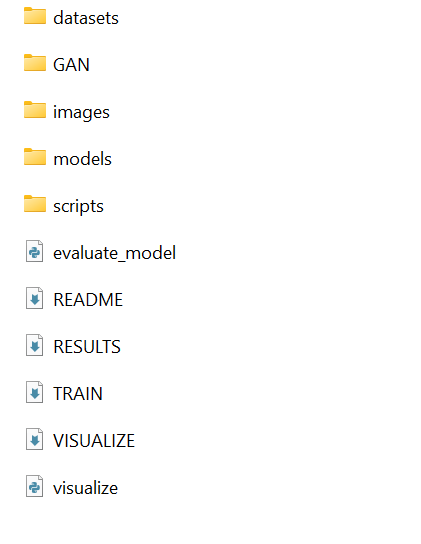 datasets
GAN
images
models
scripts
evaluate_model
README
RESULTS
TRAIN
VISUALIZE
visualize